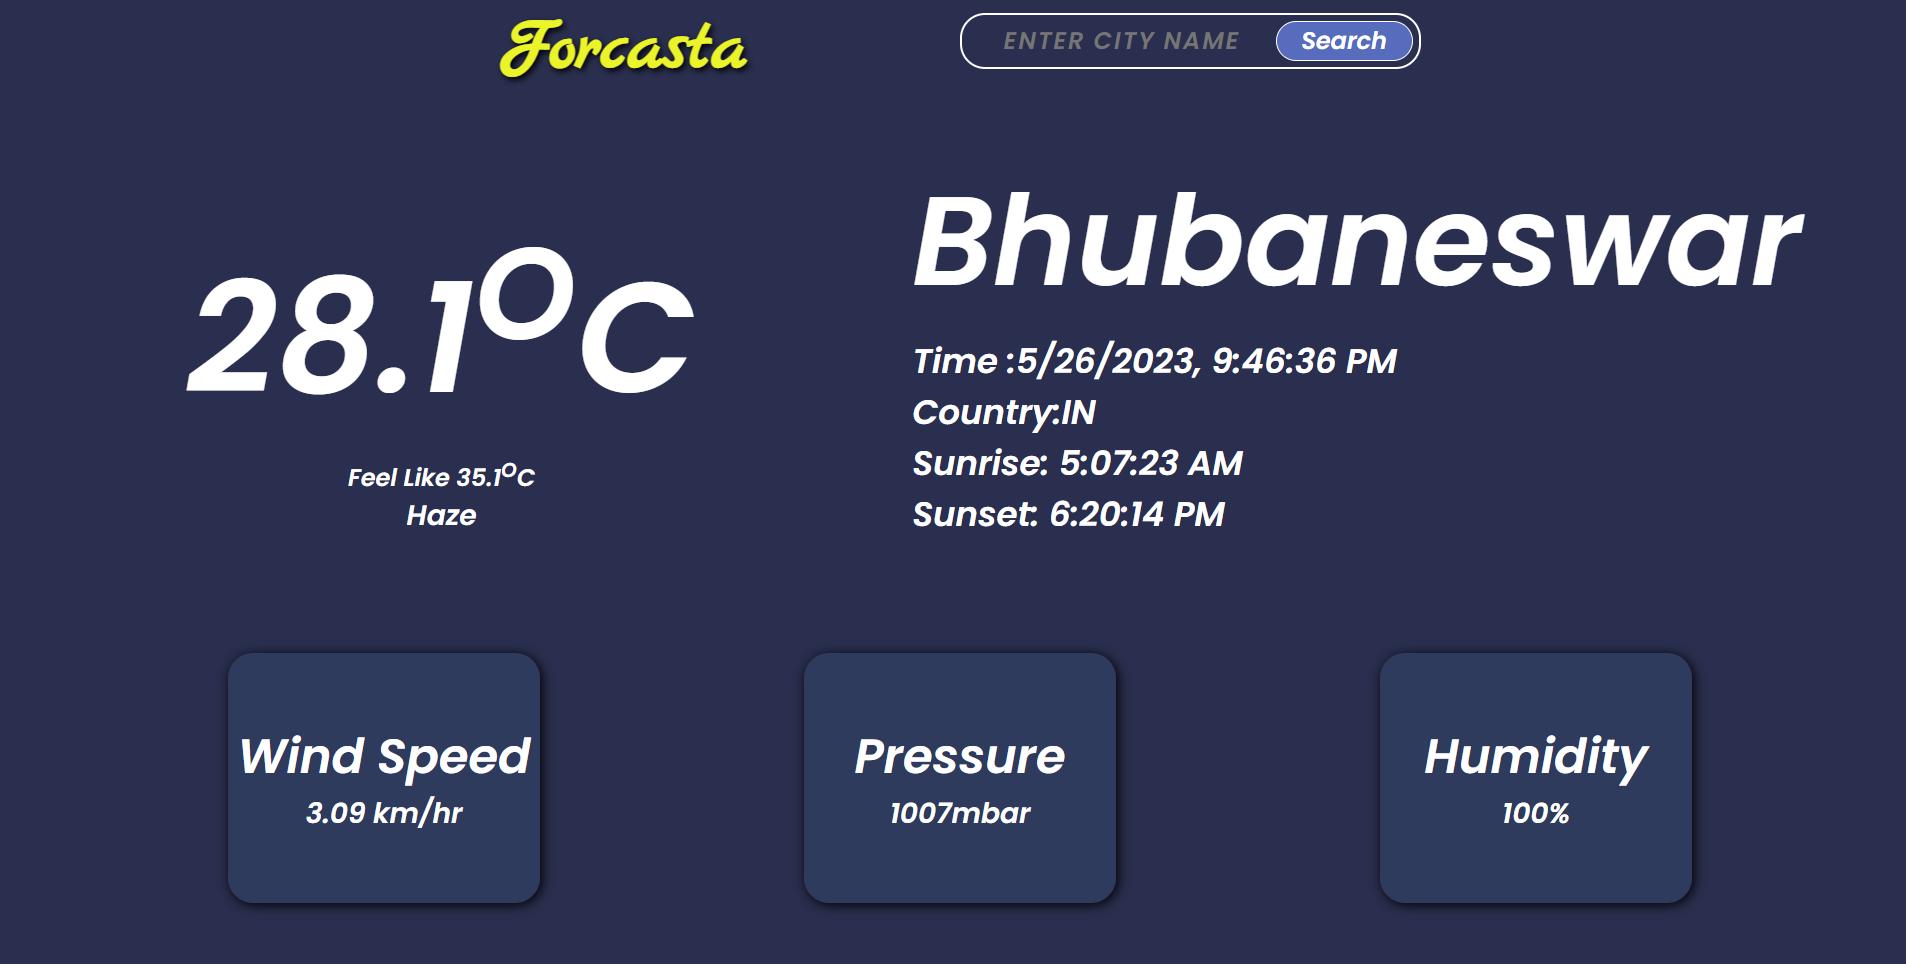 Forcasta
ENTER CITY NAME
Search
28.1ᴼC
Feel Like 35.1ᴼC
Haze
Bhubaneswar
Time :5/26/2023, 9:46:36 PM
Country:IN
Sunrise: 5:07:23 AM
Sunset: 6:20:14 PM
Wind Speed
3.09 km/hr
Pressure
1007mbar
Humidity
100%